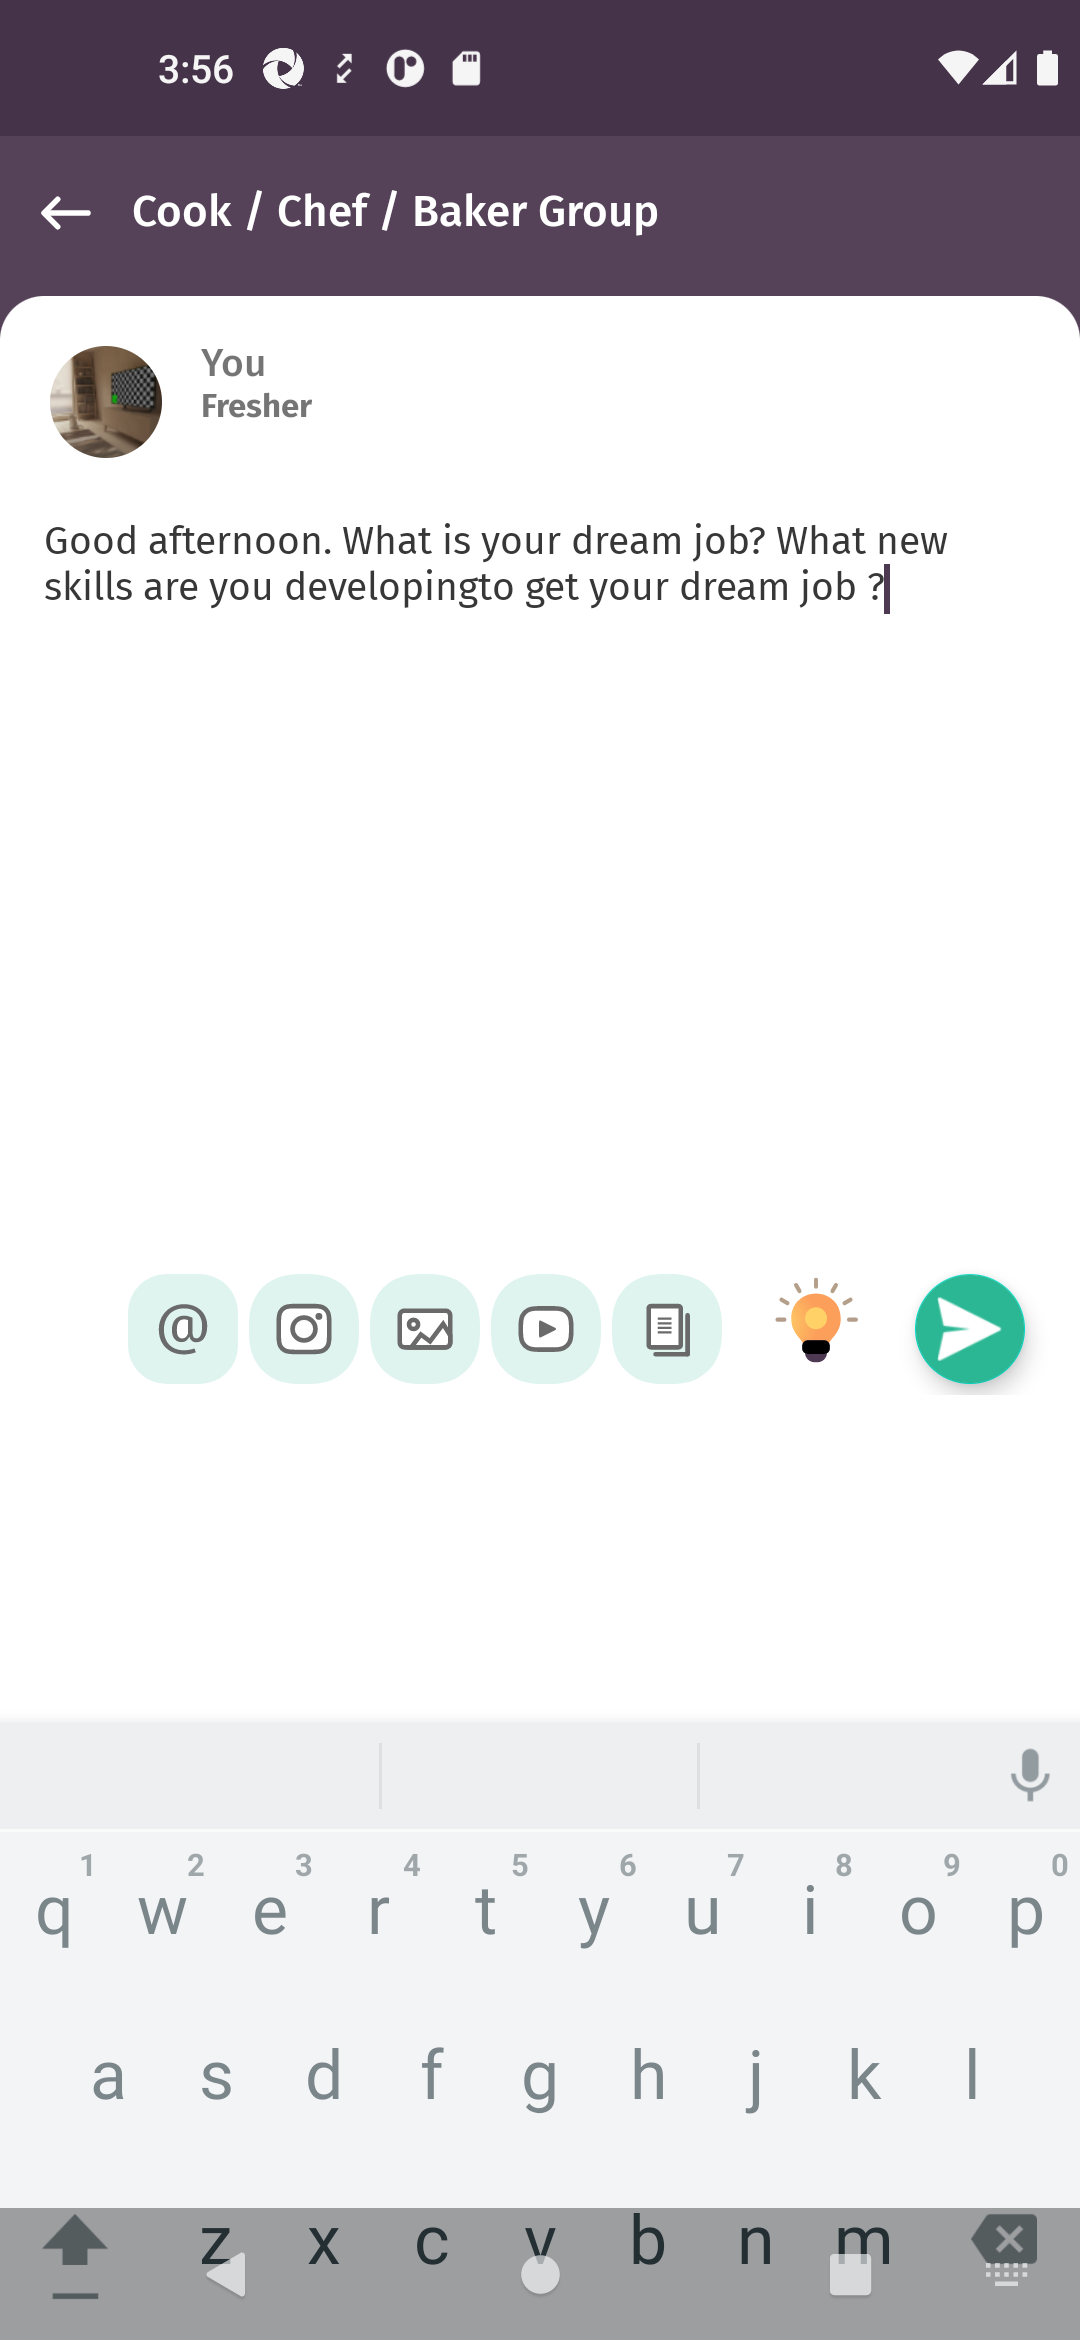 3:56
Cook / Chef / Baker Group
You
Fresher
Good afternoon. What is your dream job? What new
skills are you developingto get your dream job ?
@
1 2 3 4 5 6 7 8 9 0
q w e r t y u i o p
a s d f g h j k l
z x c v b n m